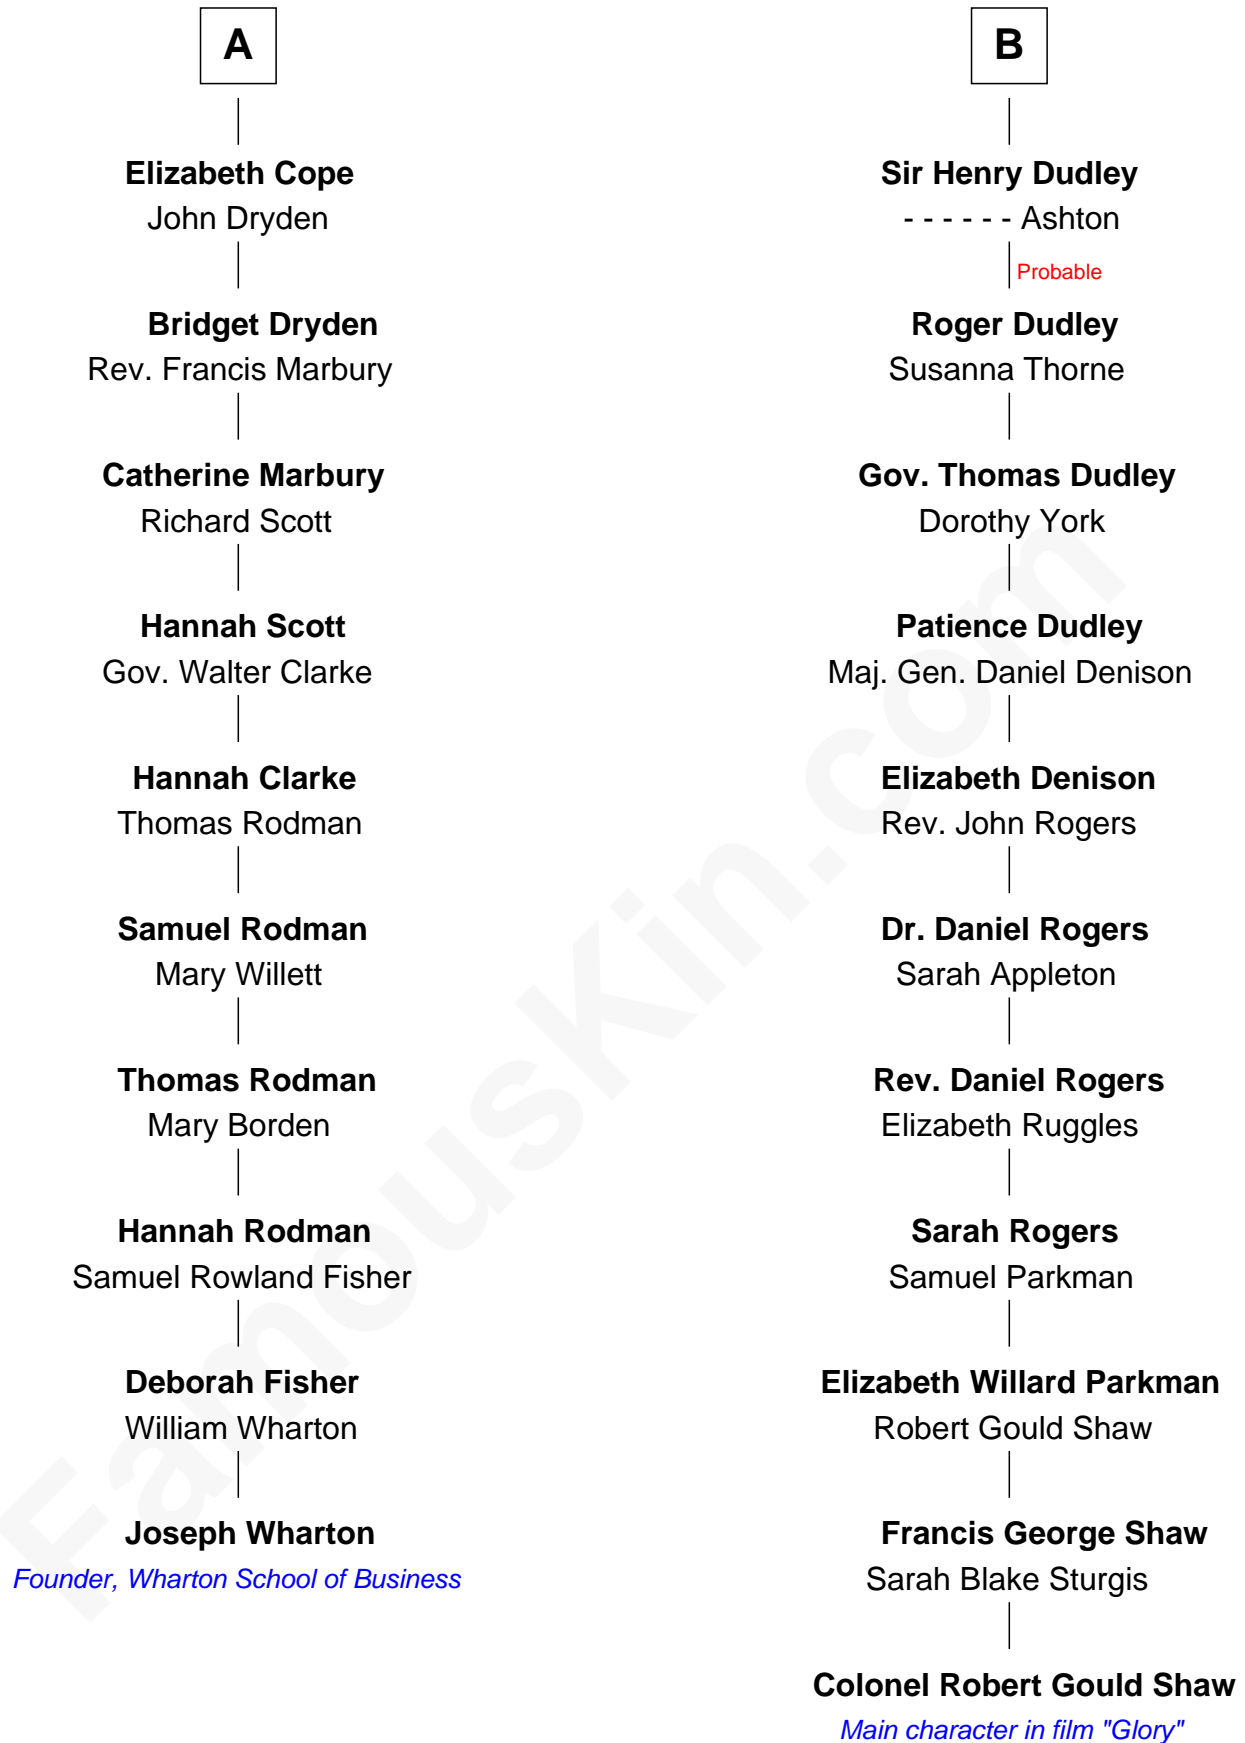 A
Elizabeth Cope
John Dryden
Bridget Dryden
Rev. Francis Marbury
Catherine Marbury
Richard Scott
Hannah Scott
Gov. Walter Clarke
Hannah Clarke
Thomas Rodman
Samuel Rodman
Mary Willett
Thomas Rodman
Mary Borden
Hannah Rodman
Samuel Rowland Fisher
Deborah Fisher
William Wharton
Joseph Wharton
Founder, Wharton School of Business
B
Sir Henry Dudley
- - - - - - Ashton
Probable
Roger Dudley
Susanna Thorne
Gov. Thomas Dudley
Dorothy York
Patience Dudley
Maj. Gen. Daniel Denison
Elizabeth Denison
Rev. John Rogers
Dr. Daniel Rogers
Sarah Appleton
Rev. Daniel Rogers
Elizabeth Ruggles
Sarah Rogers
Samuel Parkman
Elizabeth Willard Parkman
Robert Gould Shaw
Francis George Shaw
Sarah Blake Sturgis
Colonel Robert Gould Shaw
Main character in film "Glory"
FamousKin.com